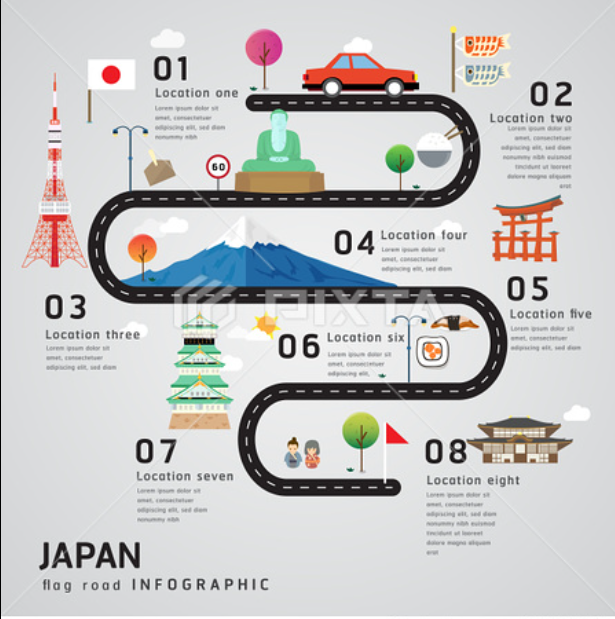 01
Location one
Lorem ipsum dolor sit
amet, consectetuer
adipiscing elit, sed diam
nonummy nibh
02
Location two
Lorem ipsum dolor sit
amet, consectetuer
adipiscing elit, sed diam
nonummy nibh euismod
tincidunt ut laoreet
dolore magna aliquam
erat
60
04
Location four
Lorem ipsum dolor sit
amet, consectetuer
adipiscing elit, sed diam
03
Location three
Lorem ipsum dolor sit
amet, consectetuer
adipiscing elit, sed diam
05
Location five
Lorem ipsum dolor sit
amet, consectetuer
adipiscing elit, sed diam
PIXTA
06
Location six
Lorem ipsum dolor sit
amet, consectetuer
adipiscing elit,
07
Location seven
Lorem ipsum dolor sit
amet, consectetuer
adipiscing elit, sed diam
nonummy nibh
08
Location eight
Lorem ipsum dolor sit
amet, consectetuer
adipiscing elit, sed diam
nonummy nibh euismod
tincidunt ut laoreet
dolore magna aliquam
erat
JAPAN
flag road INFOGRAPHIC